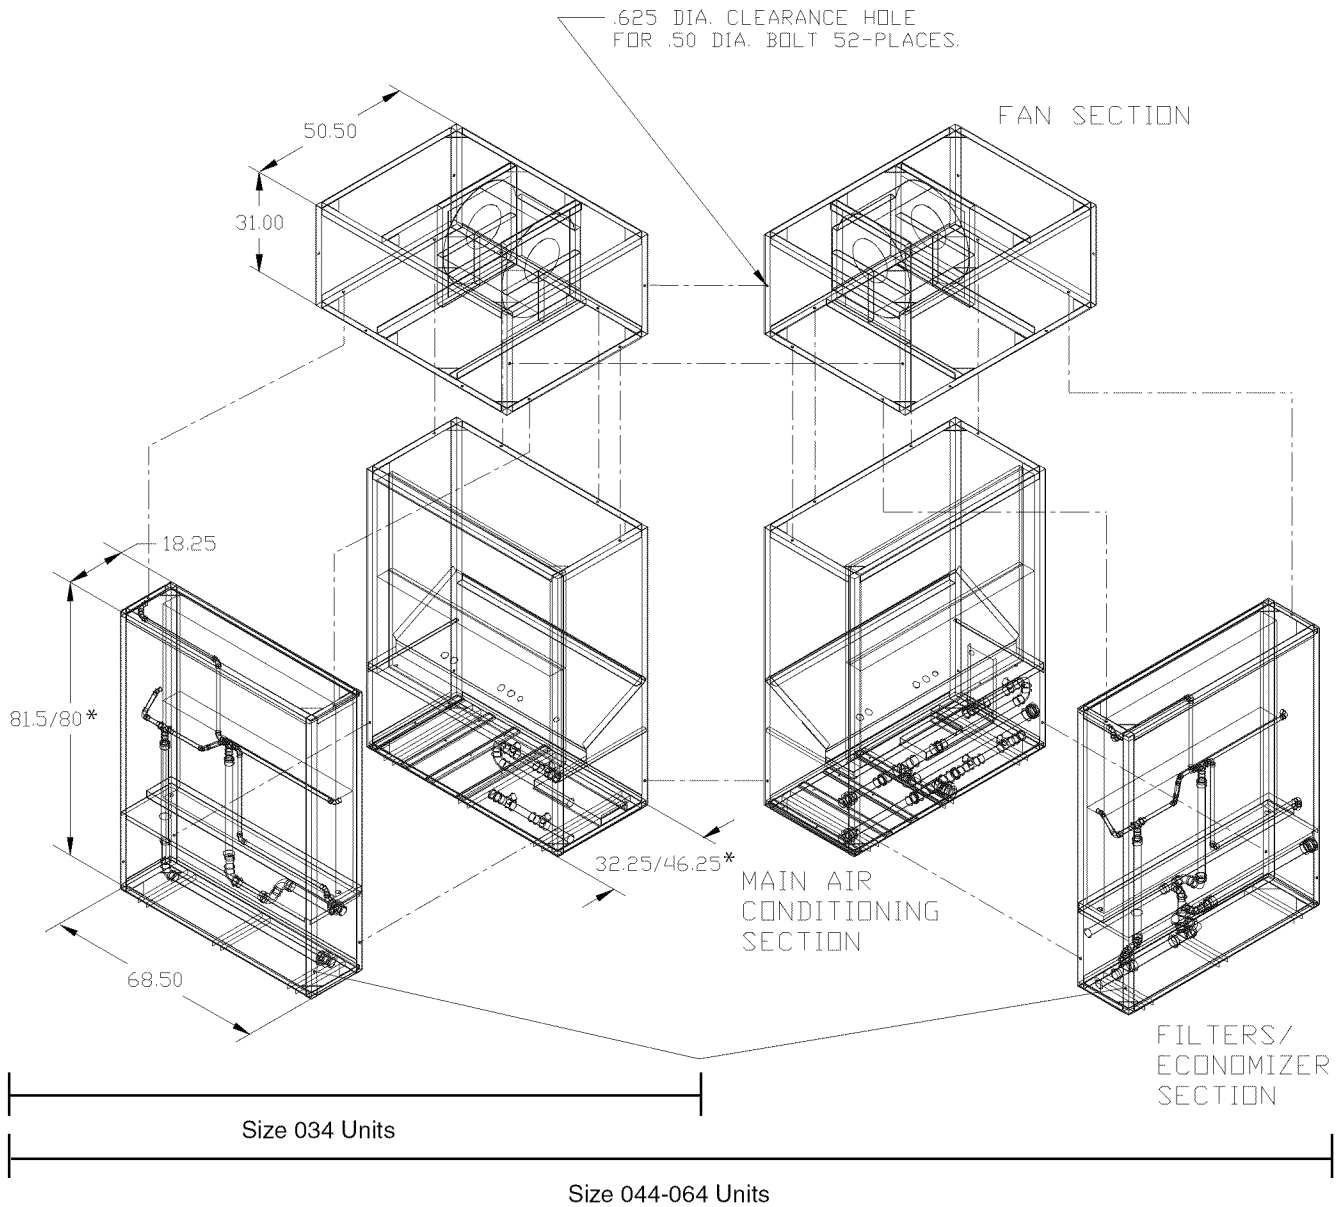 .625 DIA. CLEARANCE HOLE
FOR .50 DIA. BOLT 52-PLACES.
FAN SECTION
50.50
31.00
18.25
81.5/80*
32.25/46.25*
MAIN AIR
CONDITIONING
SECTION
68.50
FILTERS/
ECONOMIZER
SECTION
Size 034 Units
Size 044-064 Units